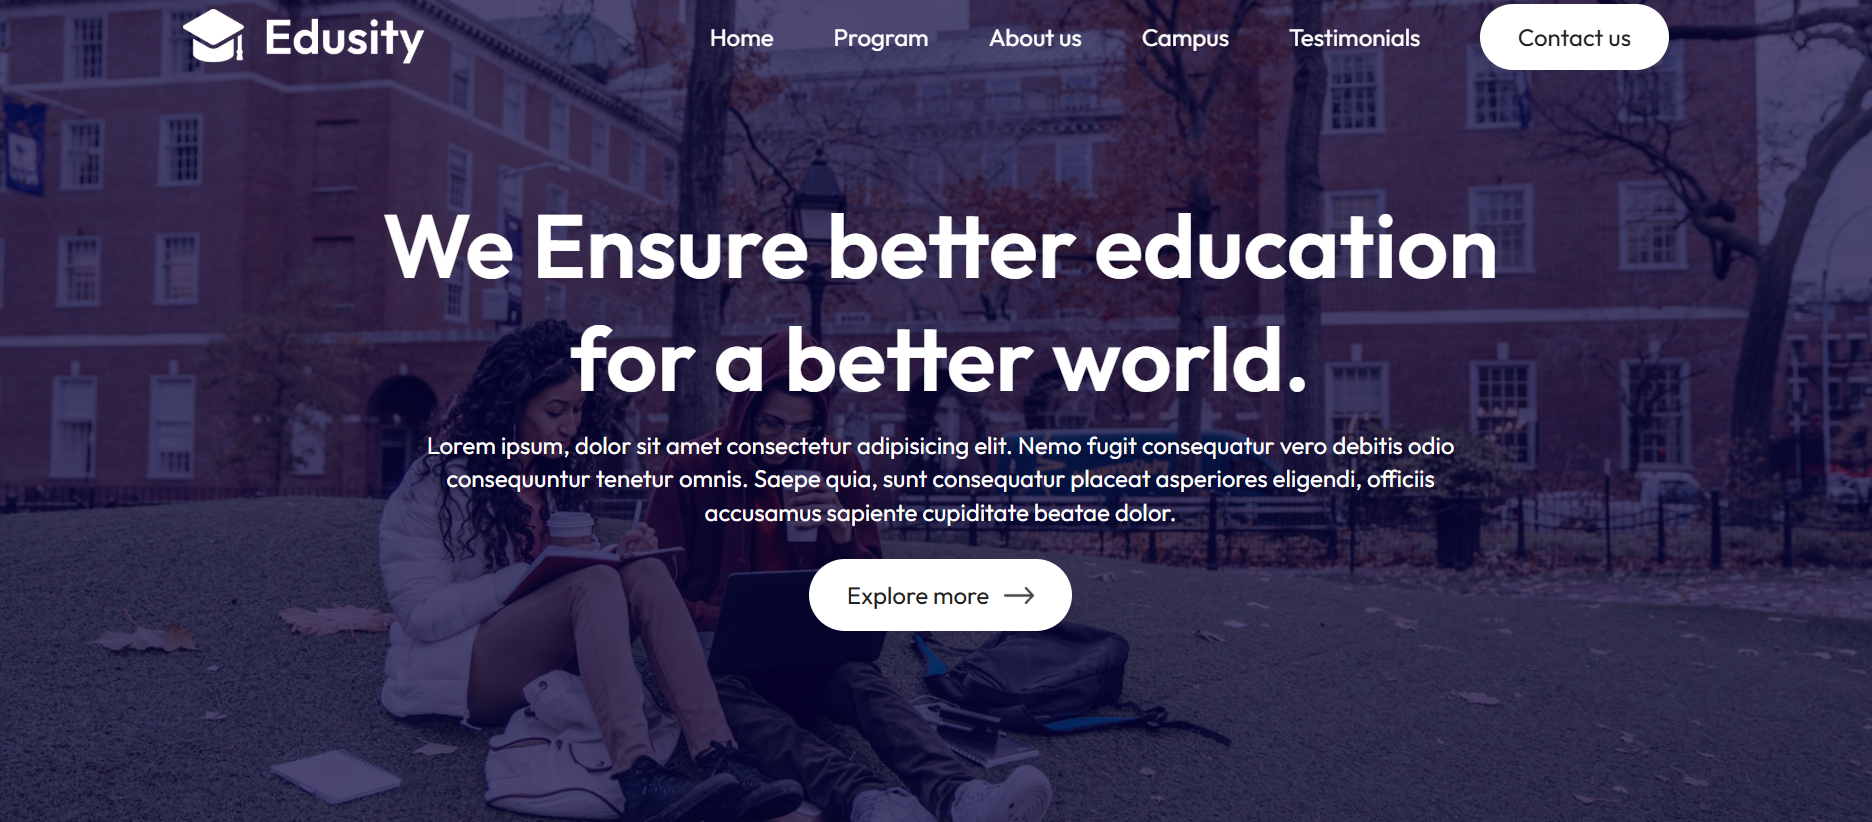 Edusity
Home
Program
About us
Campus
Testimonials
Contact us
We Ensure better education
for a better world.
Lorem ipsum, dolor sit amet consectetur adipisicing elit. Nemo fugit consequatur vero debitis odio
consequuntur tenetur omnis. Saepe quia, sunt consequatur placeat asperiores eligendi, officiis
accusamus sapiente cupiditate beatae dolor.
Explore more